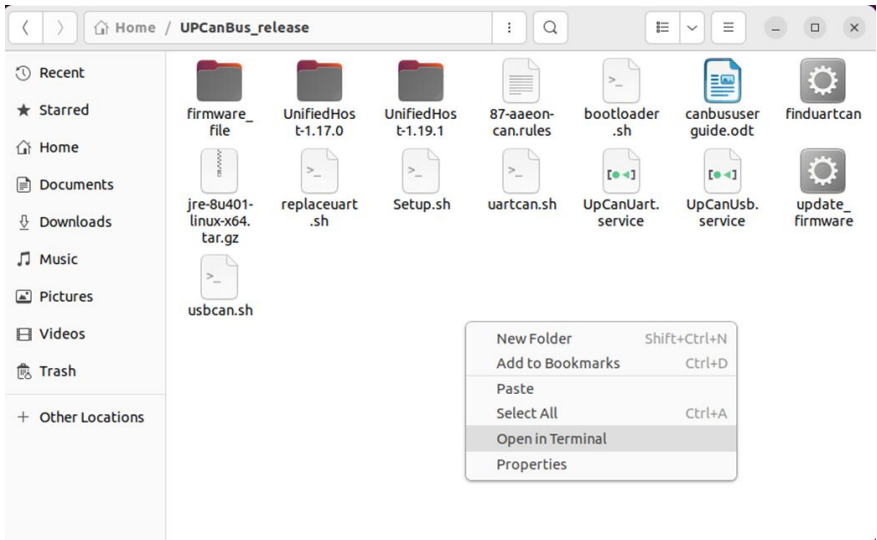 Home / UPCanBus_release
Recent
Starred
Home
Documents
Downloads
Music
Pictures
Videos
Trash
+ Other Locations
firmware_
file
UnifiedHos
t-1.17.0
UnifiedHos
t-1.19.1
87-aaeon-
can.rules
bootloader
.sh
canbususer
guide.odt
finduartcan
jre-8u401-
linux-x64.
tar.gz
replaceuart
.sh
Setup.sh
uartcan.sh
UpCanUart.
service
UpCanUsb.
service
update_
firmware
usbcan.sh
New Folder Shift+Ctrl+N
Add to Bookmarks Ctrl+D
Paste
Select All Ctrl+A
Open in Terminal
Properties